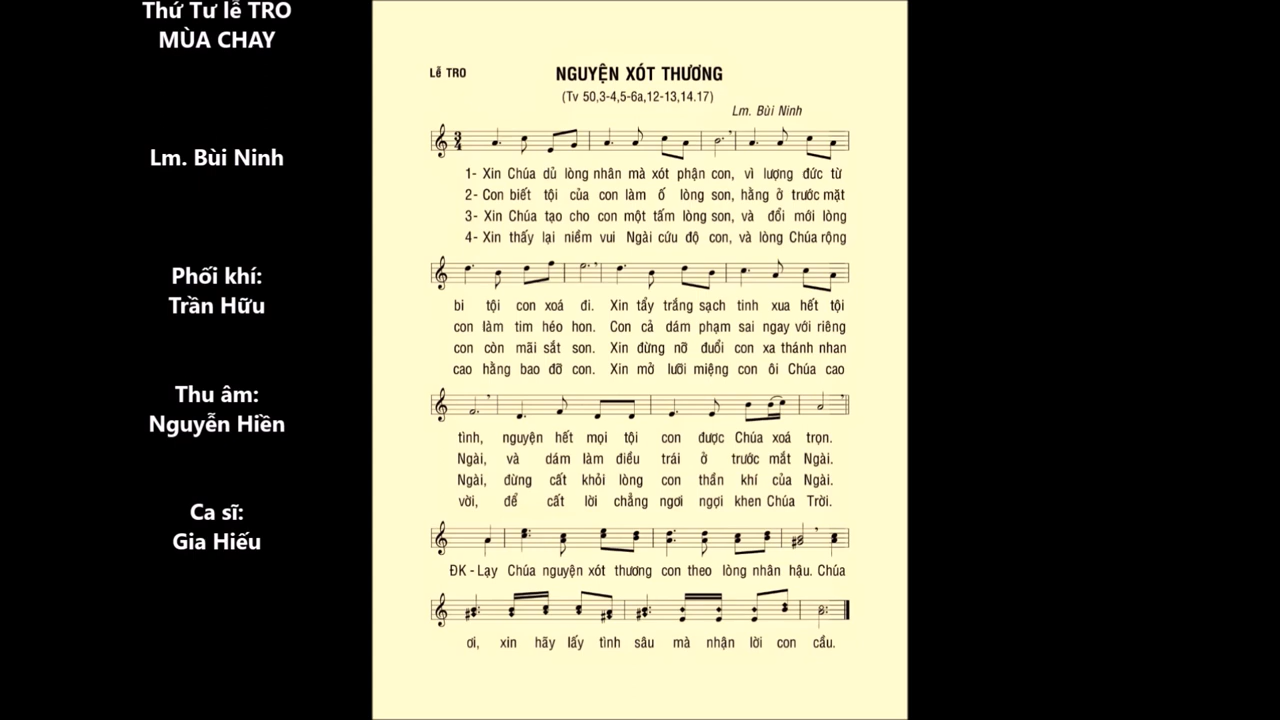 Thứ Tư lễ TRO
MÙA CHAY
Lm. Bùi Ninh
Phối khí:
Trần Hữu
Thu âm:
Nguyễn Hiền
Ca sĩ:
Gia Hiếu
Lễ TRO
NGUYỆN XÓT THƯƠNG
(Tv 50,3-4,5-6a,12-13,14.17)
Lm. Bùi Ninh
3
4
1- Xin Chúa dủ lòng nhân mà xót phận con, vì lượng đức từ
2- Con biết tội của con làm ố lòng son, hằng ở trước mặt
3- Xin Chúa tạo cho con một tấm lòng son, và đổi mới lòng
4- Xin thấy lại niềm vui Ngài cứu độ con, và lòng Chúa rộng
bi tội con xoá đi. Xin tẩy trắng sạch tinh xua hết tội
con làm tim héo hon. Con cả dám phạm sai ngay với riêng
con còn mãi sắt son. Xin đừng nỡ đuổi con xa thánh nhan
cao hằng bao đỡ con. Xin mở lưỡi miệng con ôi Chúa cao
tình, nguyện hết mọi tội con được Chúa xoá trọn.
Ngài, và dám làm điều trái ở trước mắt Ngài.
Ngài, đừng cất khỏi lòng con thần khí của Ngài.
vời, để cất lời chẳng ngơi ngợi khen Chúa Trời.
ĐK - Lạy Chúa nguyện xót thương con theo lòng nhân hậu. Chúa
ơi, xin hãy lấy tình sâu mà nhận lời con cầu.